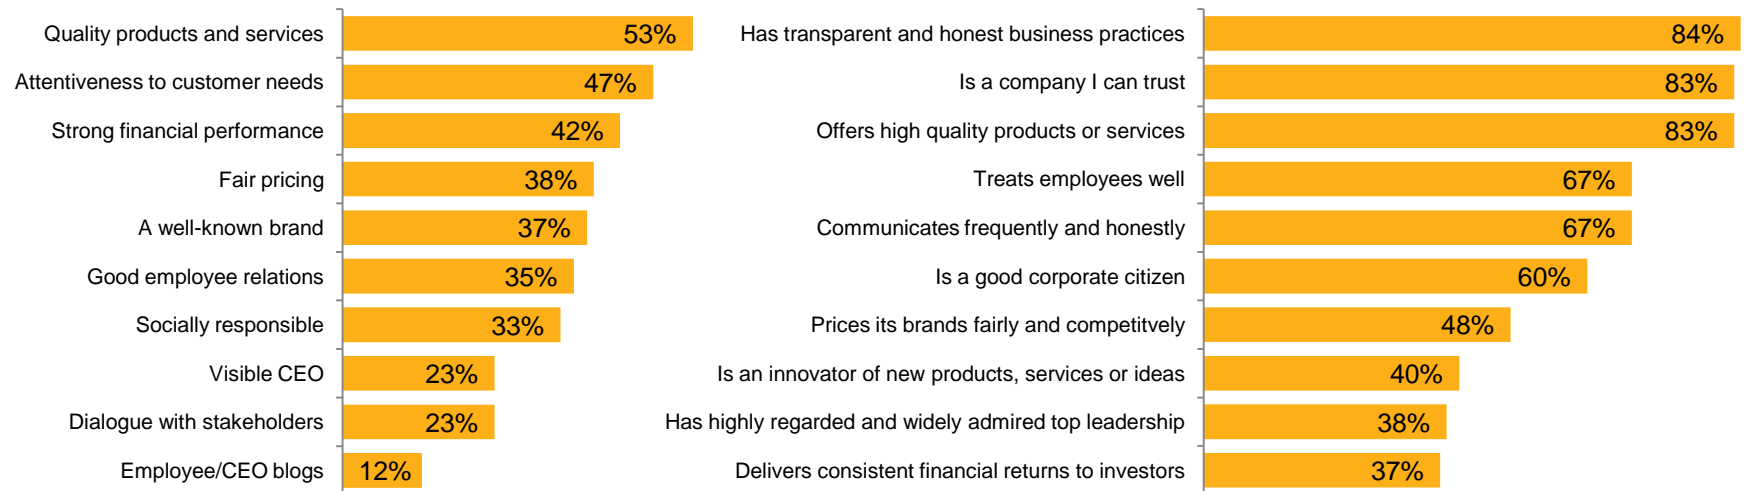 Quality products and services 53%
Attentiveness to customer needs 47%
Strong financial performance 42%
Fair pricing 38%
A well-known brand 37%
Good employee relations 35%
Socially responsible 33%
Visible CEO 23%
Dialogue with stakeholders 23%
Employee/CEO blogs 12%
Has transparent and honest business practices 84%
Is a company I can trust 83%
Offers high quality products or services 83%
Treats employees well 67%
Communicates frequently and honestly 67%
Is a good corporate citizen 60%
Prices its brands fairly and competitvely 48%
Is an innovator of new products, services or ideas 40%
Has highly regarded and widely admired top leadership 38%
Delivers consistent financial returns to investors 37%